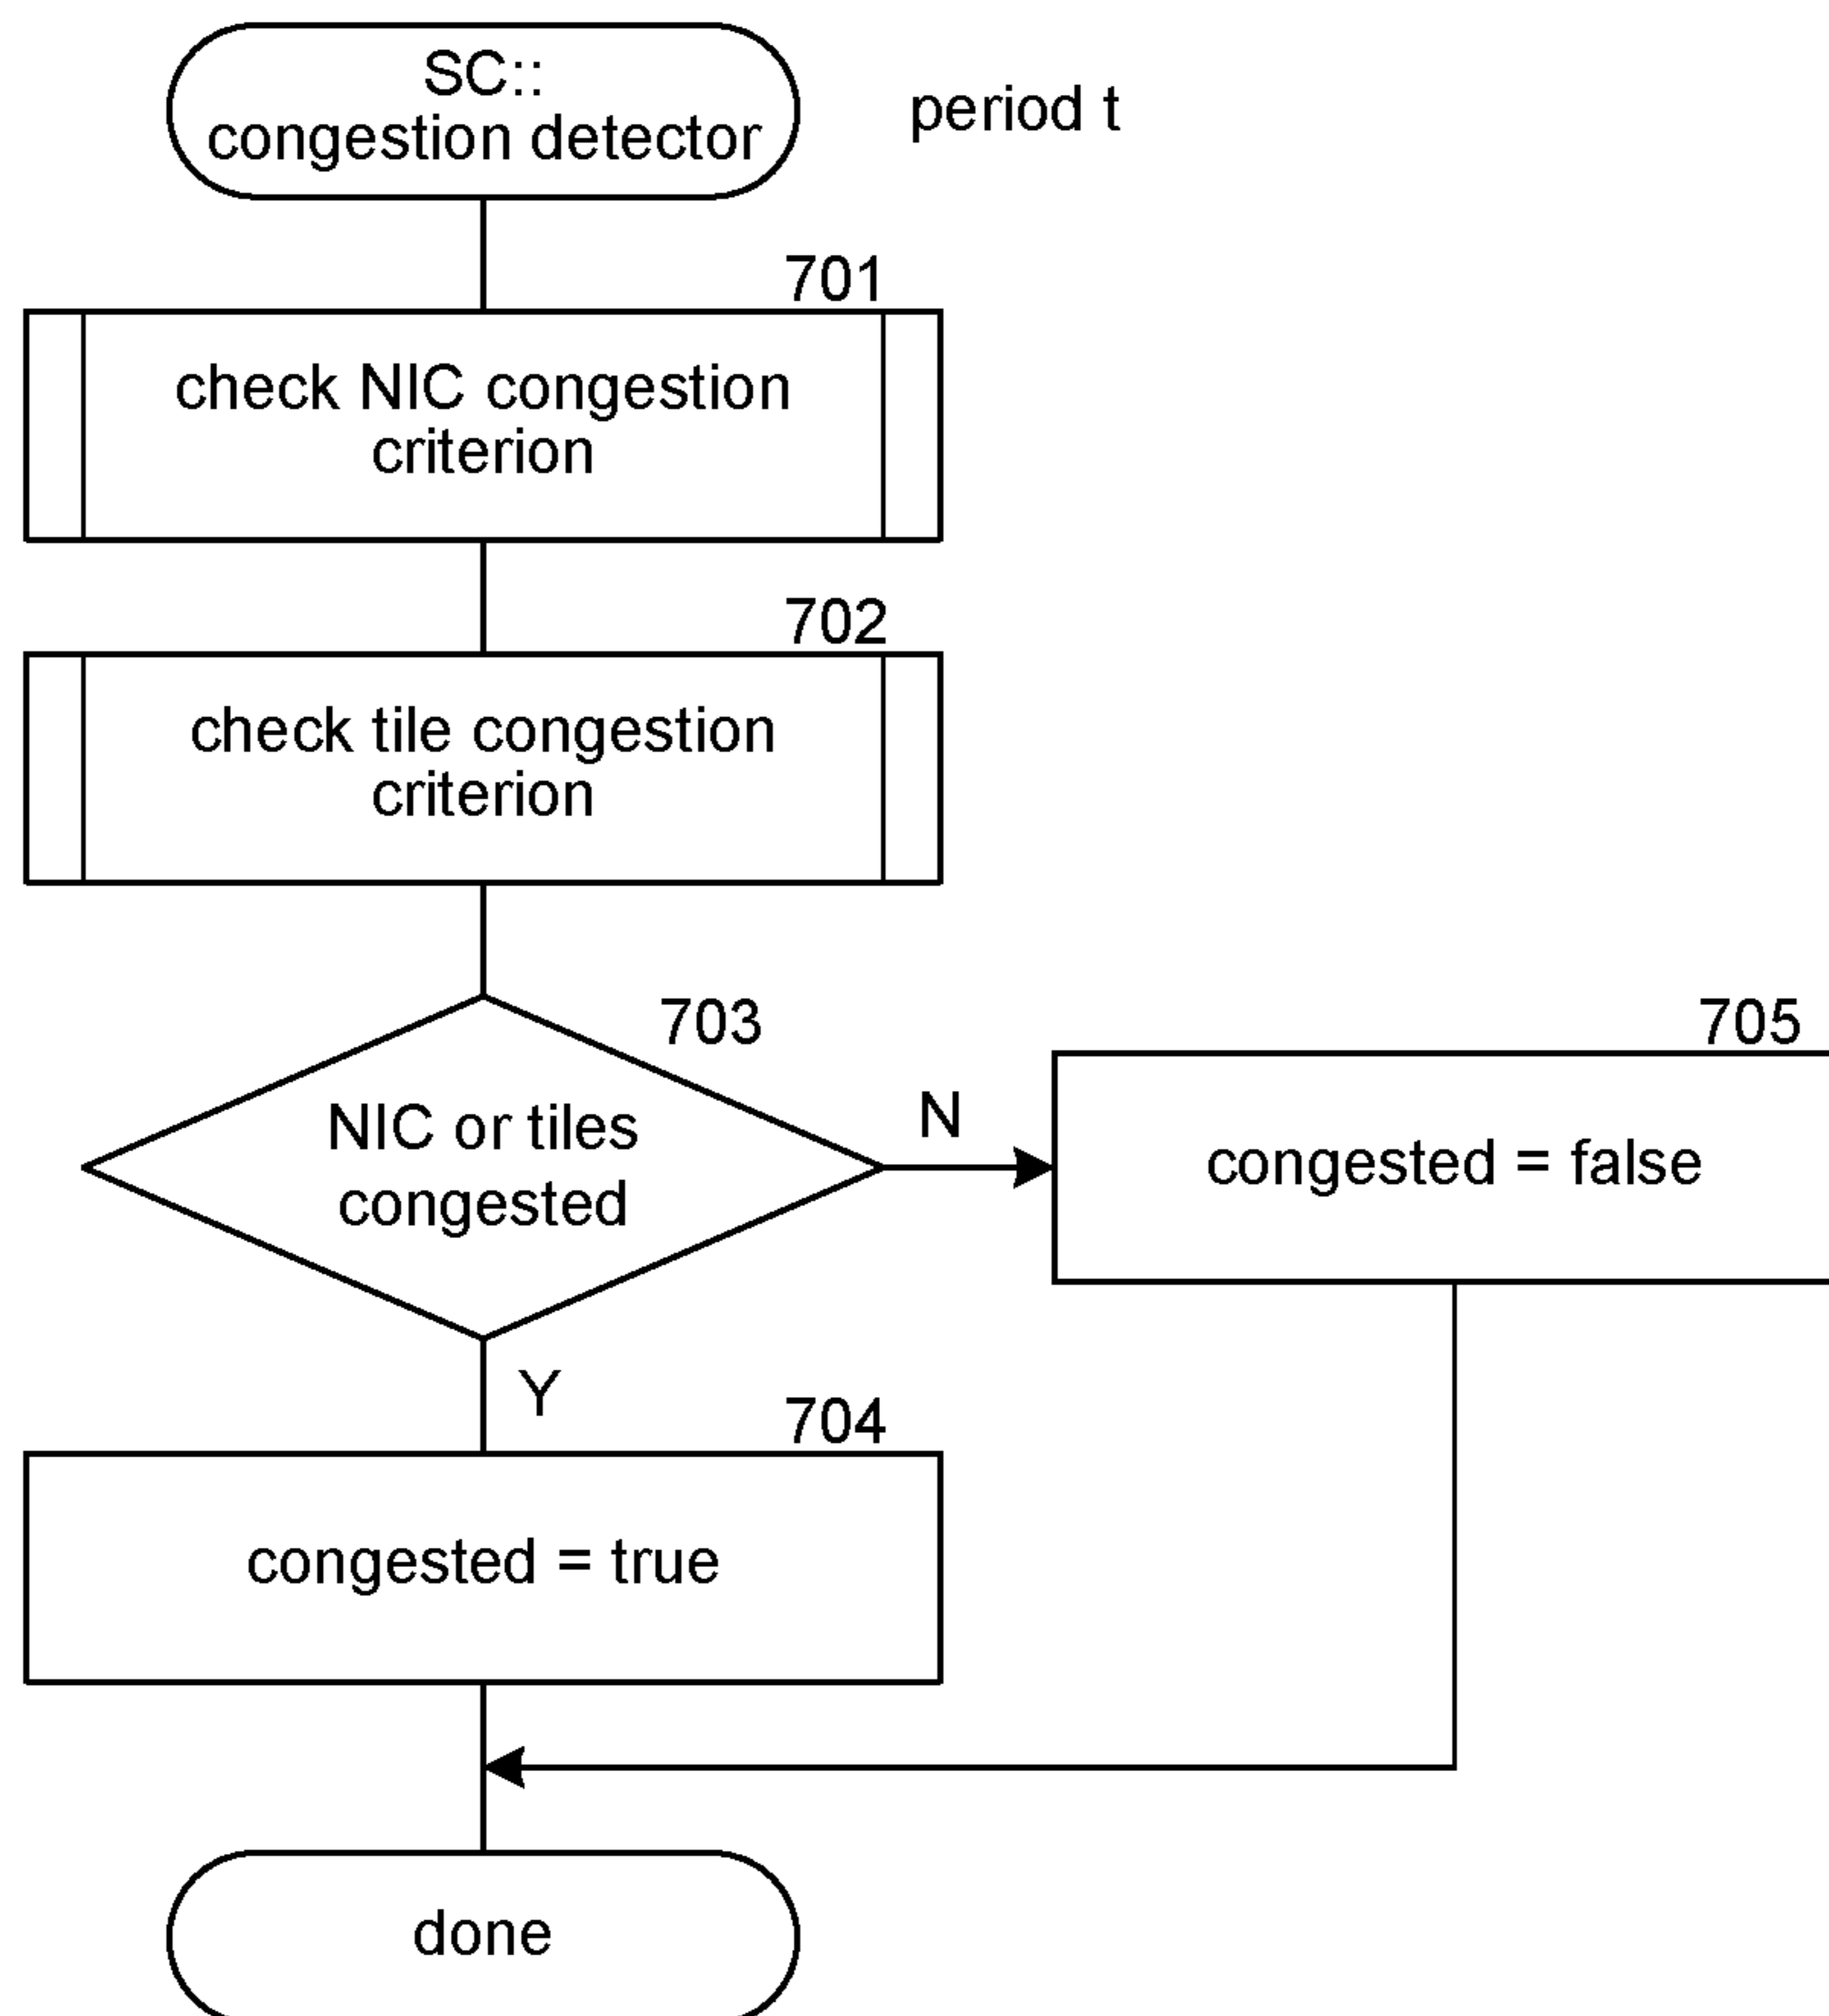 SC::
congestion detector
period t
701
check NIC congestion
criterion
702
check tile congestion
criterion
703
NIC or tiles
congested
N
705
congested = false
Y
704
congested = true
done